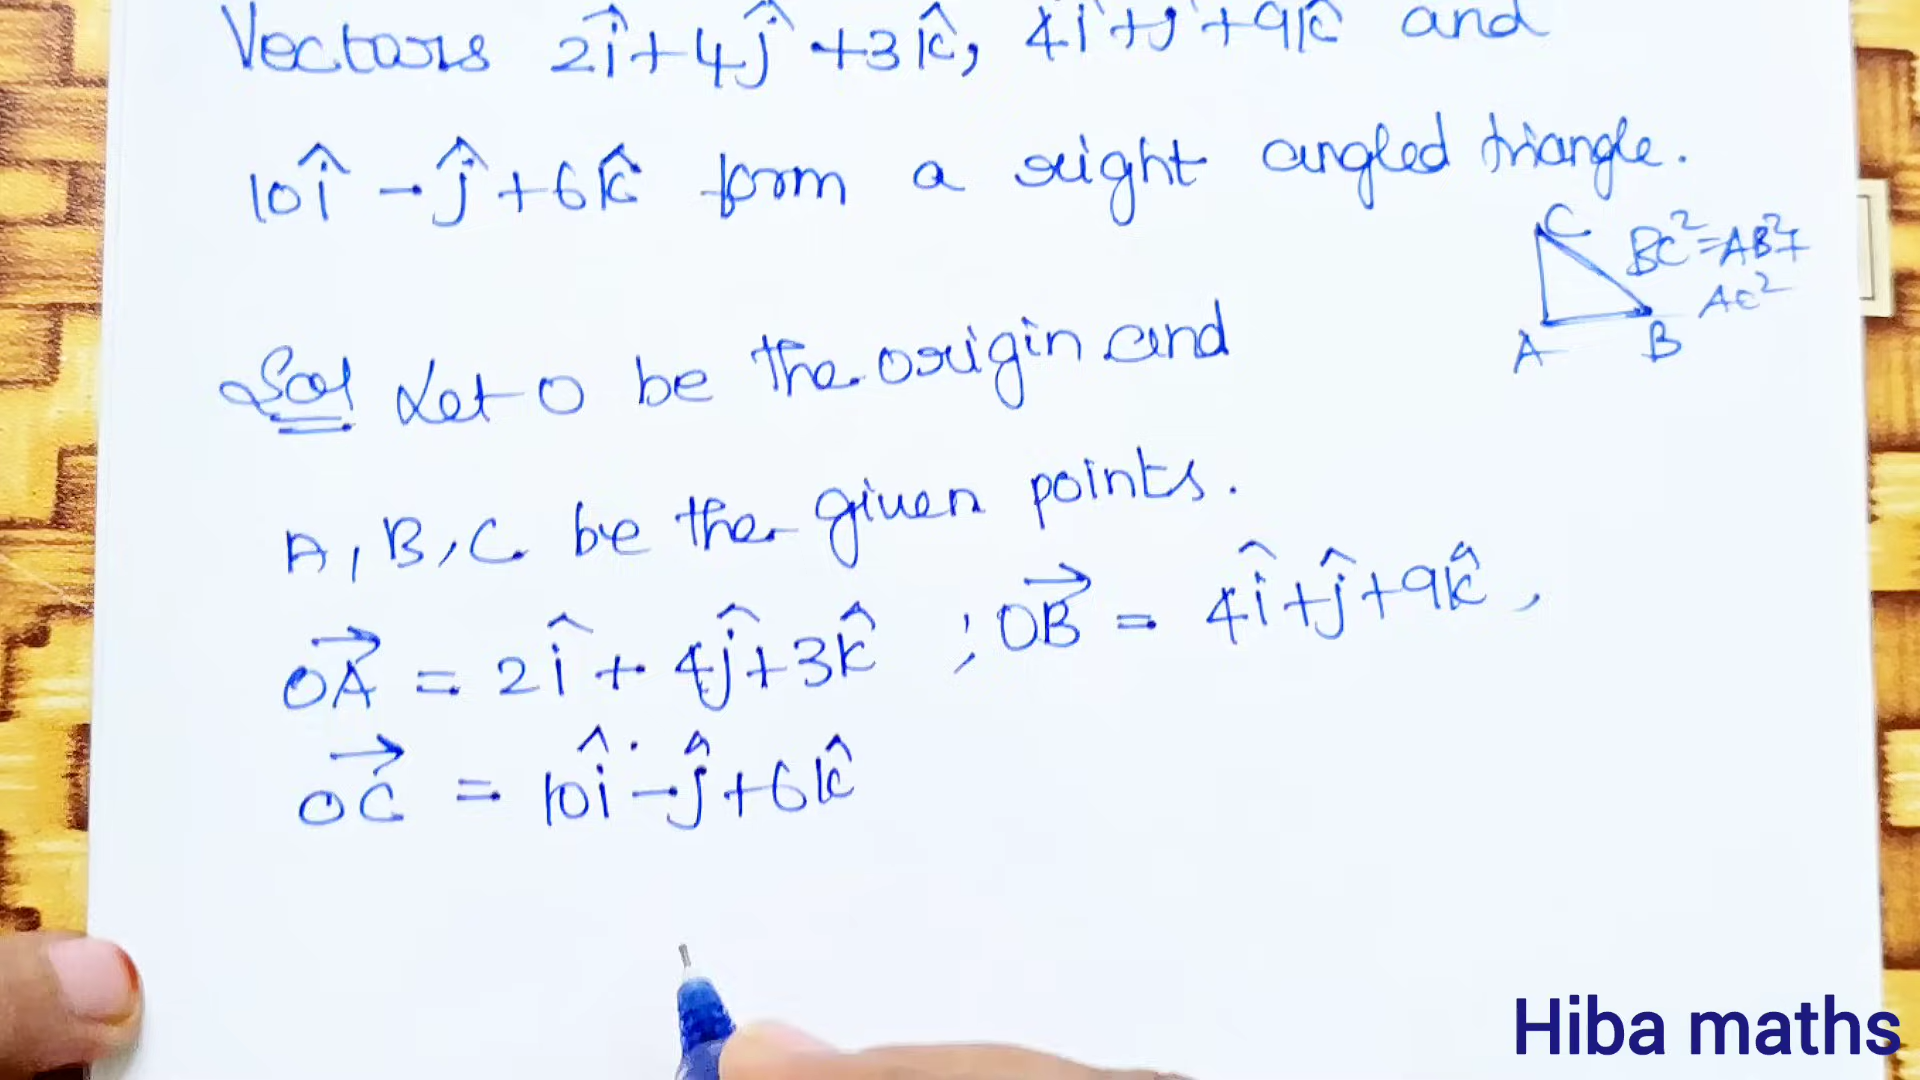 Vectors 2î+4ĵ+3k̂, 4î+ĵ+9k̂ and
10î-ĵ+6k̂ form a right angled triangle.
C
BC²=AB²+
AC²
A B
Sol Let O be the origin and
A, B, C be the given points.
OA⃗ = 2î+4ĵ+3k̂ ; OB⃗ = 4î+ĵ+9k̂,
OC⃗ = 10î-ĵ+6k̂
Hiba maths